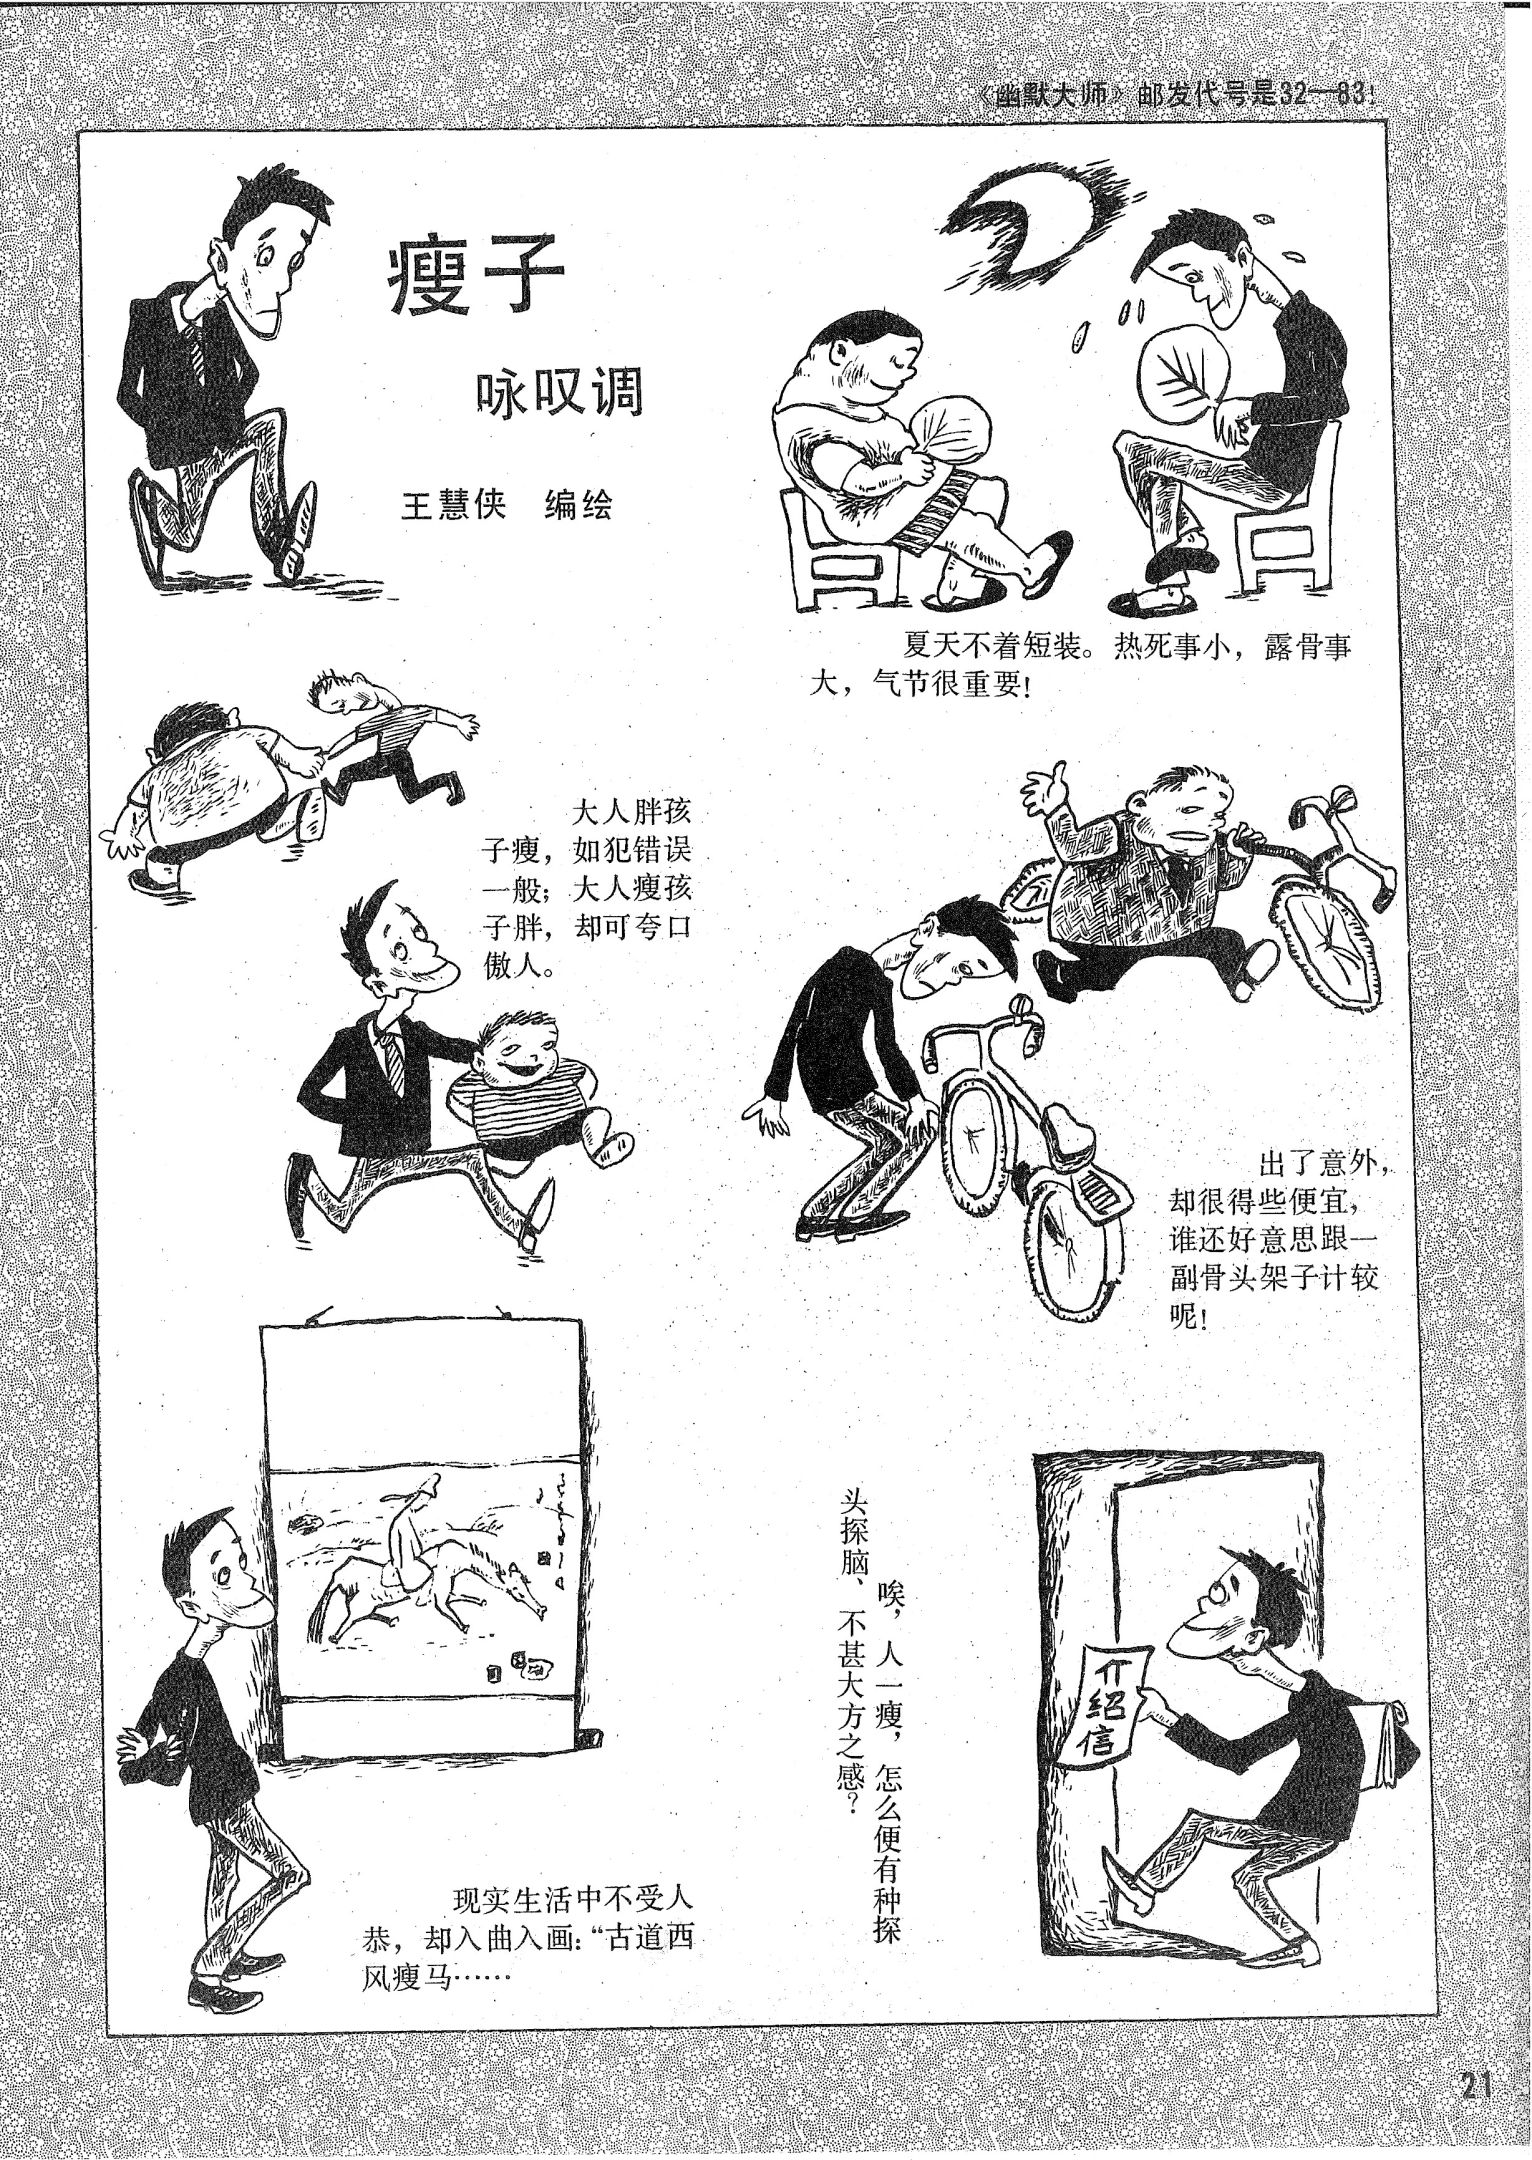 《幽默大师》邮发代号是32—83！
瘦子
咏叹调
王慧侠 编绘
夏天不着短装。热死事小，露骨事
大，气节很重要！
大人胖孩
子瘦，如犯错误
一般；大人瘦孩
子胖，却可夸口
傲人。
出了意外，
却很得些便宜，
谁还好意思跟一
副骨头架子计较
呢！
现实生活中不受人
恭，却入曲入画：“古道西
风瘦马……
唉，人一瘦，怎么便有种探
头探脑、不甚大方之感？
介绍信
21